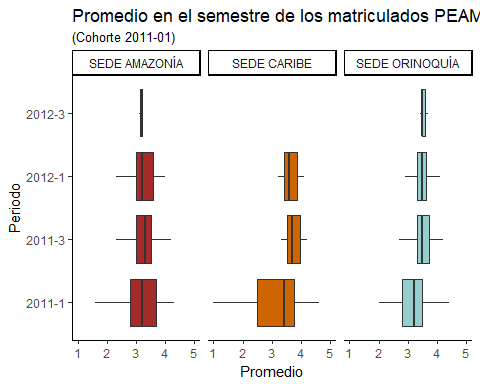 Promedio en el semestre de los matriculados PEAM
(Cohorte 2011-01)
SEDE AMAZONÍA SEDE CARIBE SEDE ORINOQUÍA
2012-3
2012-1
2011-3
2011-1
Periodo
1 2 3 4 5 1 2 3 4 5 1 2 3 4 5
Promedio